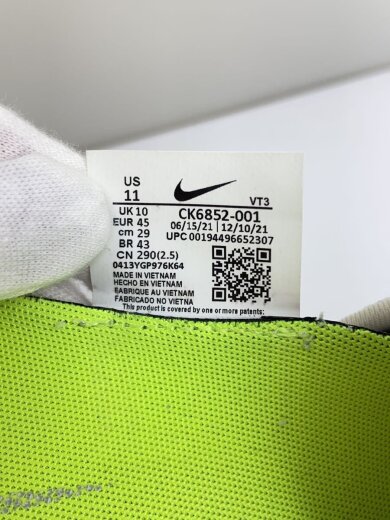 US
11
VT3
UK 10
CK6852-001
EUR 45
06/15/21 12/10/21
cm 29
UPC 00194496652307
BR 43
CN 290(2.5)
0413YGP976K64
MADE IN VIETNAM
HECHO EN VIETNAM
FABRIQUE AU VIETNAM
FABRICADO NO VIETNA
This product is covered by one or more patents: